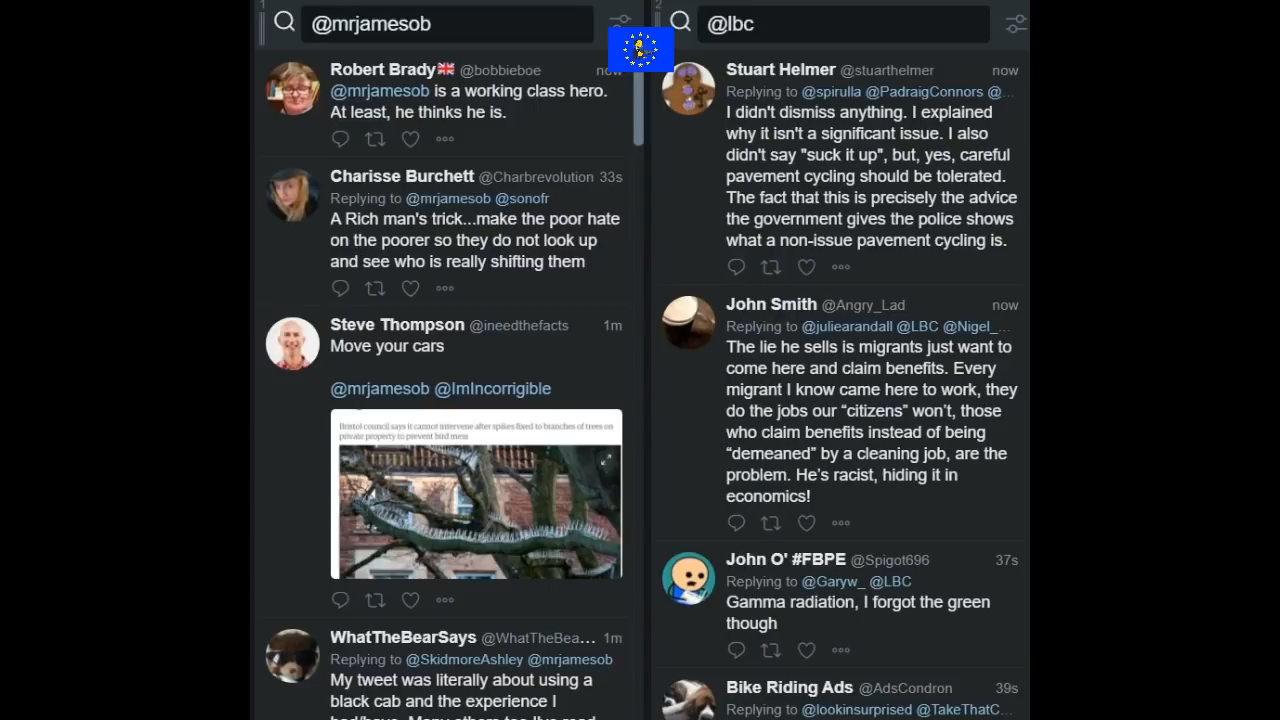 1
@mrjamesob
Robert Brady @bobbieboe now
@mrjamesob is a working class hero.
At least, he thinks he is.
Charisse Burchett @Charbrevolution 33s
Replying to @mrjamesob @sonofr
A Rich man's trick...make the poor hate
on the poorer so they do not look up
and see who is really shifting them
Steve Thompson @ineedthefacts 1m
Move your cars
@mrjamesob @ImIncorrigible
Bristol council says it cannot intervene after spikes fixed to branches of trees on
private property to prevent bird mess
WhatTheBearSays @WhatTheBea... 1m
Replying to @SkidmoreAshley @mrjamesob
My tweet was literally about using a
black cab and the experience I
2
@lbc
Stuart Helmer @stuarthelmer now
Replying to @spirulla @PadraigConnors @...
I didn't dismiss anything. I explained
why it isn't a significant issue. I also
didn't say "suck it up", but, yes, careful
pavement cycling should be tolerated.
The fact that this is precisely the advice
the government gives the police shows
what a non-issue pavement cycling is.
John Smith @Angry_Lad now
Replying to @juliearandall @LBC @Nigel_...
The lie he sells is migrants just want to
come here and claim benefits. Every
migrant I know came here to work, they
do the jobs our “citizens” won’t, those
who claim benefits instead of being
“demeaned” by a cleaning job, are the
problem. He’s racist, hiding it in
economics!
John O' #FBPE @Spigot696 37s
Replying to @Garyw_ @LBC
Gamma radiation, I forgot the green
though
Bike Riding Ads @AdsCondron 39s
Replying to @lookinsurprised @TakeThatC...